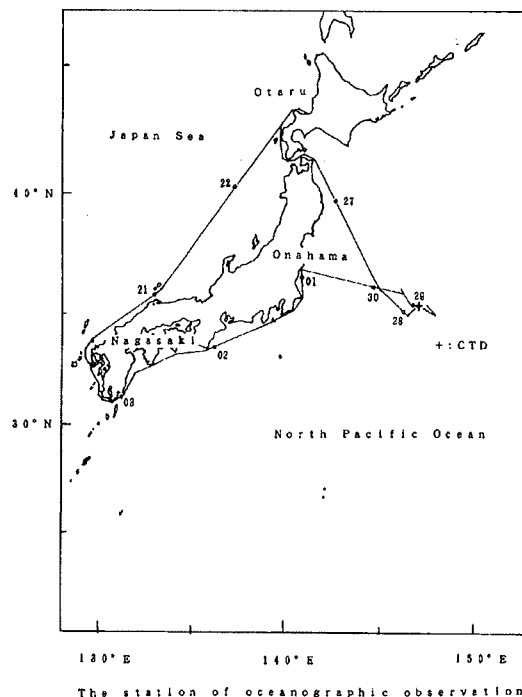 Otaru
Japan Sea
22
40°N
27
Onahama
21
01
30
29
28
Nagasaki
02
+:CTD
03
30°N
North Pacific Ocean
130°E 140°E 150°E
The station of oceanographic observation